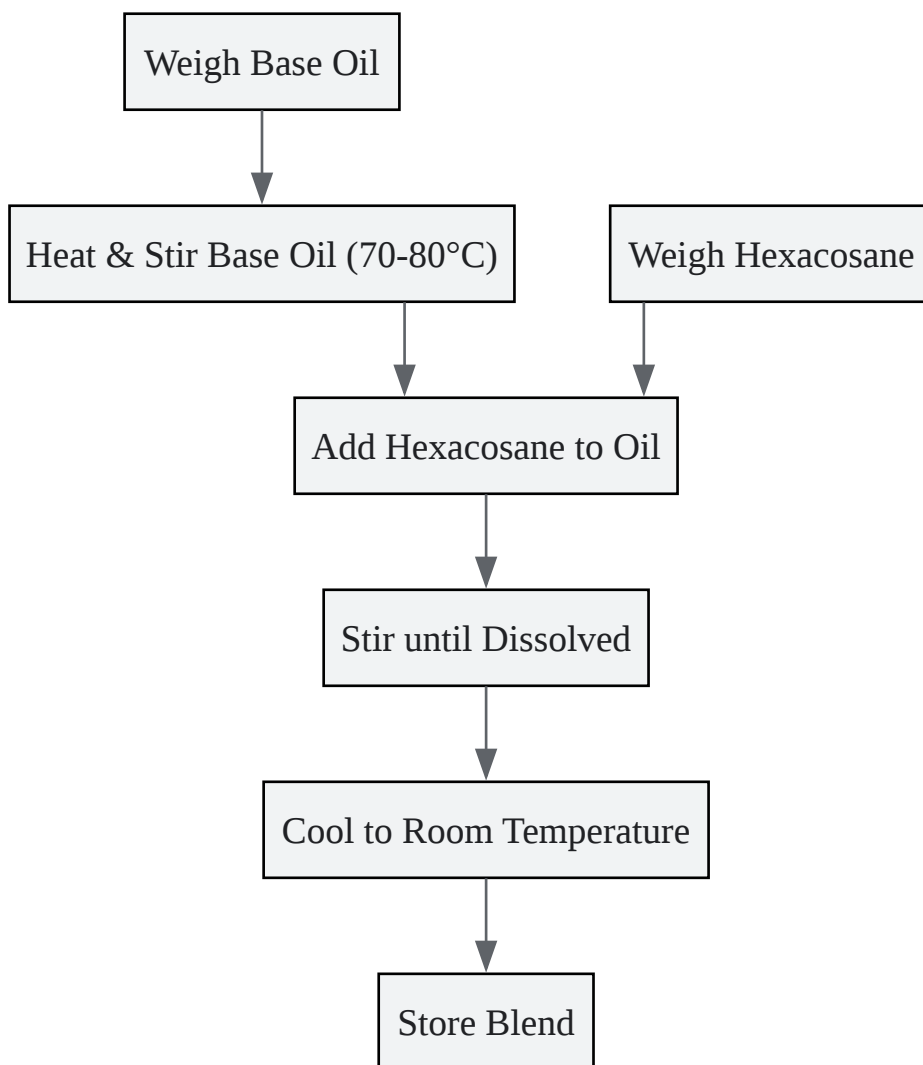 Weigh Base Oil
Heat & Stir Base Oil (70-80°C)
Weigh Hexacosane
Add Hexacosane to Oil
Stir until Dissolved
Cool to Room Temperature
Store Blend